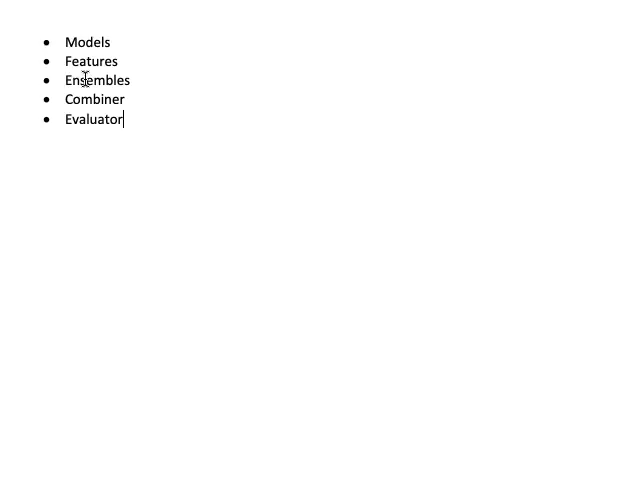 • Models
• Features
• Ensembles
• Combiner
• Evaluator